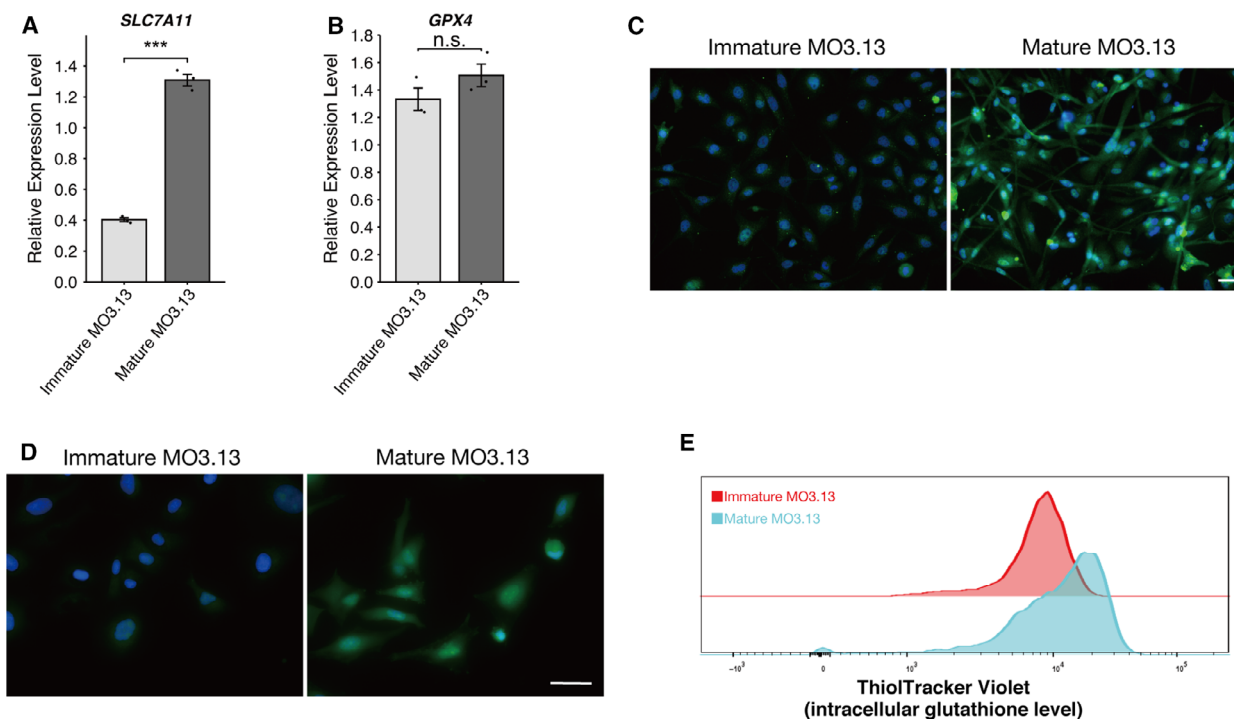 A
SLC7A11
***
Relative Expression Level
1.4
1.2
1.0
0.8
0.6
0.4
0.2
0.0
Immature MO3.13
Mature MO3.13
B
GPX4
n.s.
Relative Expression Level
1.8
1.6
1.4
1.2
1.0
0.8
0.6
0.4
0.2
0.0
Immature MO3.13
Mature MO3.13
C
Immature MO3.13
Mature MO3.13
D
Immature MO3.13
Mature MO3.13
E
Immature MO3.13
Mature MO3.13
−10³
0
10³
10⁴
10⁵
ThiolTracker Violet
(intracellular glutathione level)